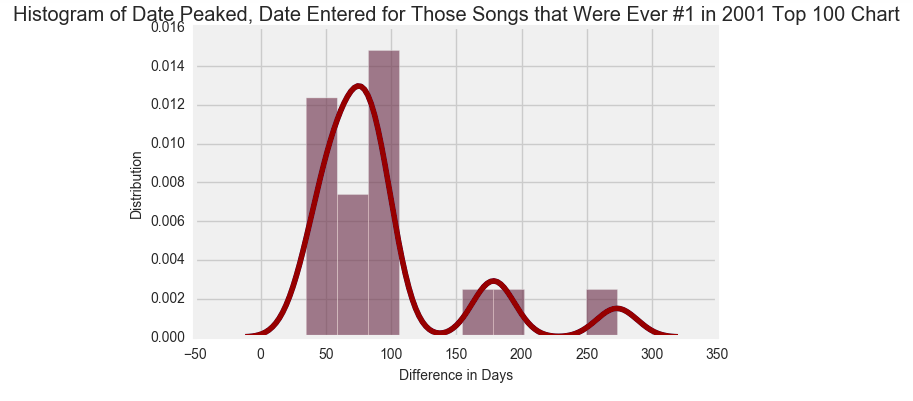 Histogram of Date Peaked, Date Entered for Those Songs that Were Ever #1 in 2001 Top 100 Chart
0.016
0.014
0.012
0.010
0.008
0.006
0.004
0.002
0.000
Distribution
-50 0 50 100 150 200 250 300 350
Difference in Days